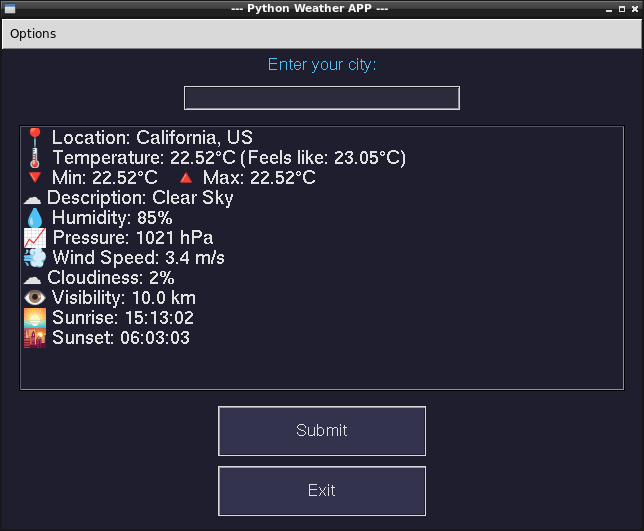 --- Python Weather APP ---
Options
Enter your city:
📍 Location: California, US
🌡️ Temperature: 22.52°C (Feels like: 23.05°C)
🔻 Min: 22.52°C 🔺 Max: 22.52°C
☁ Description: Clear Sky
💧 Humidity: 85%
📈 Pressure: 1021 hPa
💨 Wind Speed: 3.4 m/s
☁ Cloudiness: 2%
👁️ Visibility: 10.0 km
🌅 Sunrise: 15:13:02
🌇 Sunset: 06:03:03
Submit
Exit